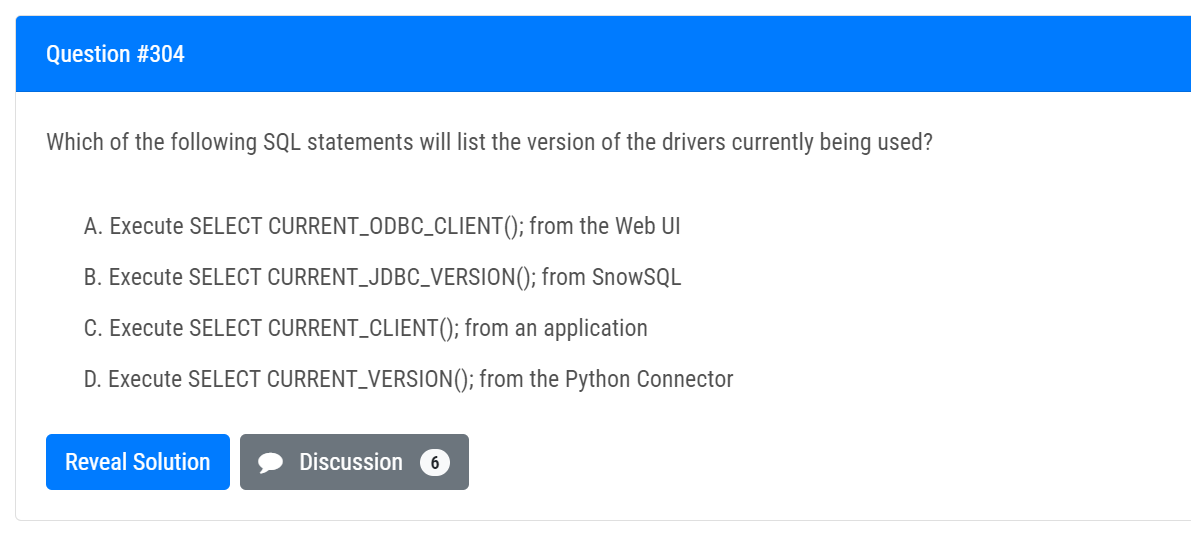 Question #304
Which of the following SQL statements will list the version of the drivers currently being used?
A. Execute SELECT CURRENT_ODBC_CLIENT(); from the Web UI
B. Execute SELECT CURRENT_JDBC_VERSION(); from SnowSQL
C. Execute SELECT CURRENT_CLIENT(); from an application
D. Execute SELECT CURRENT_VERSION(); from the Python Connector
Reveal Solution Discussion 6